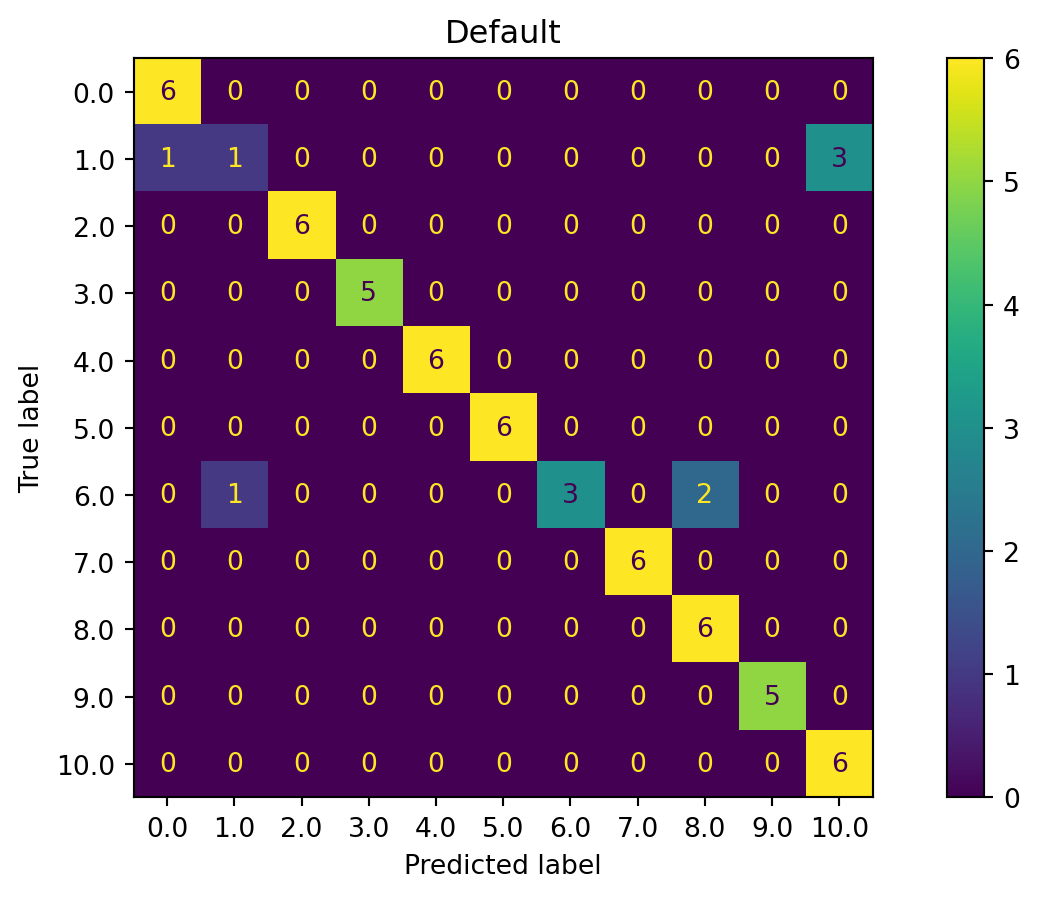 Default
0.0 6 0 0 0 0 0 0 0 0 0 0
1.0 1 1 0 0 0 0 0 0 0 0 3
2.0 0 0 6 0 0 0 0 0 0 0 0
3.0 0 0 0 5 0 0 0 0 0 0 0
4.0 0 0 0 0 6 0 0 0 0 0 0
5.0 0 0 0 0 0 6 0 0 0 0 0
6.0 0 1 0 0 0 0 3 0 2 0 0
7.0 0 0 0 0 0 0 0 6 0 0 0
8.0 0 0 0 0 0 0 0 0 6 0 0
9.0 0 0 0 0 0 0 0 0 0 5 0
10.0 0 0 0 0 0 0 0 0 0 0 6
0.0 1.0 2.0 3.0 4.0 5.0 6.0 7.0 8.0 9.0 10.0
Predicted label
True label
6
5
4
3
2
1
0